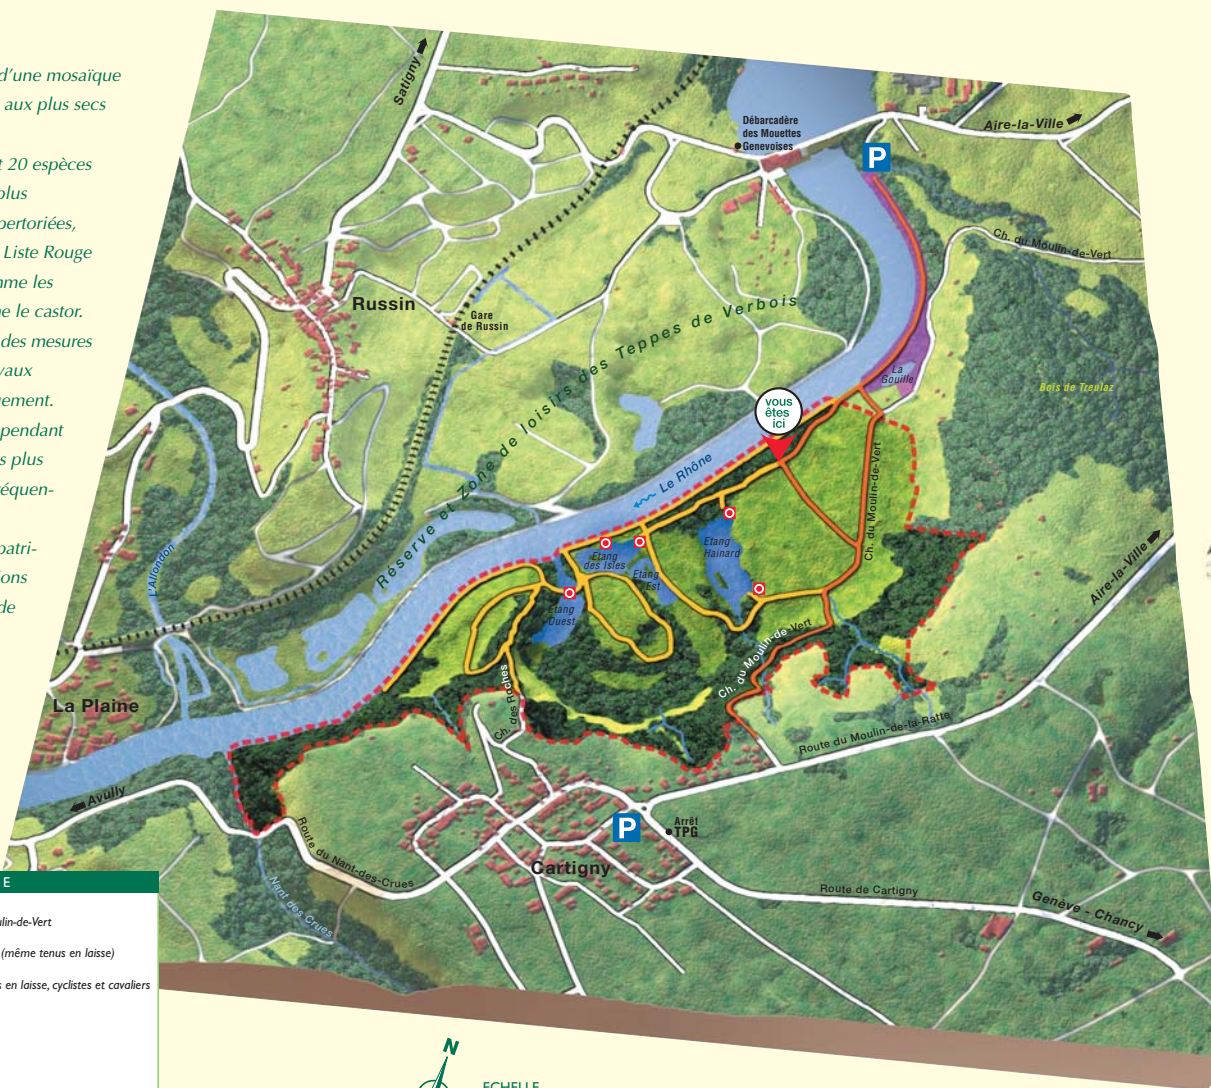 d'une mosaïque
aux plus secs
20 espèces
plus
pertoriées,
Liste Rouge
nme les
e le castor.
des mesures
vaux
gement.
ependant
s plus
réquen-
patri-
ions
de
Satigny
Débarcadère
des Mouettes
Genevoises
P
Aire-la-Ville
Ch. du Moulin-de-Vert
Russin
Gare
de Russin
Réserve et Zone de loisirs des Teppes de Verbois
La
Gouille
Bois de Treulaz
vous
êtes
ici
Le Rhône
Ch. du Moulin-de-Vert
Etang
Hainard
Etang
des Isles
Etang
Est
Etang
Ouest
L'Allondon
Aire-la-Ville
Ch. du Moulin-de-Vert
Ch. des Roches
La Plaine
Route du Moulin-de-la-Ratte
Avully
Route du Nant-des-Crues
P
Arrêt
TPG
Cartigny
Nant des Crues
Route de Cartigny
Genève - Chancy
E
ulin-de-Vert
(même tenus en laisse)
s en laisse, cyclistes et cavaliers
N
ECHELLE